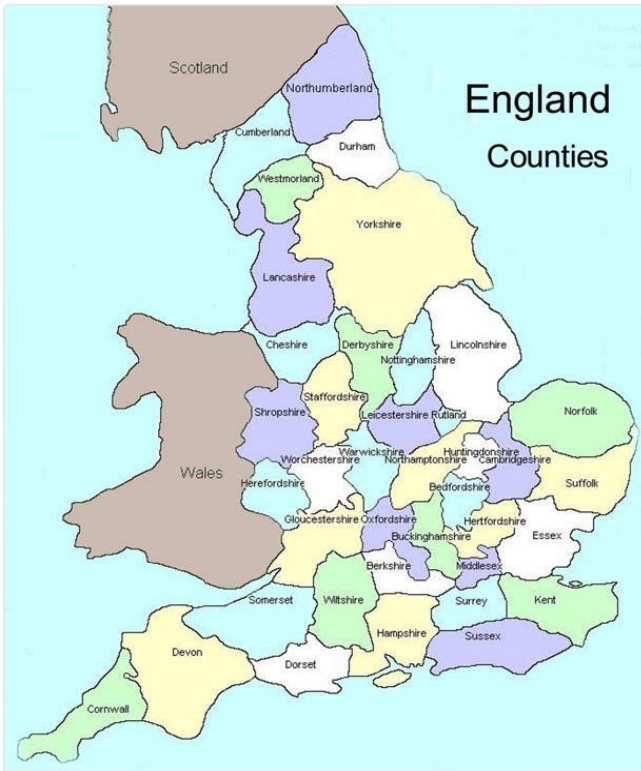 Scotland
Northumberland
England
Cumberland
Durham
Counties
Westmorland
Yorkshire
Lancashire
Cheshire
Derbyshire
Lincolnshire
Nottinghamshire
Staffordshire
Shropshire
Leicestershire
Rutland
Norfolk
Wales
Worchestershire
Warwickshire
Northamptonshire
Huntingdonshire
Cambridgeshire
Herefordshire
Bedfordshire
Suffolk
Gloucestershire
Oxfordshire
Hertfordshire
Buckinghamshire
Essex
Berkshire
Middlesex
Somerset
Wiltshire
Surrey
Kent
Hampshire
Sussex
Devon
Dorset
Cornwall